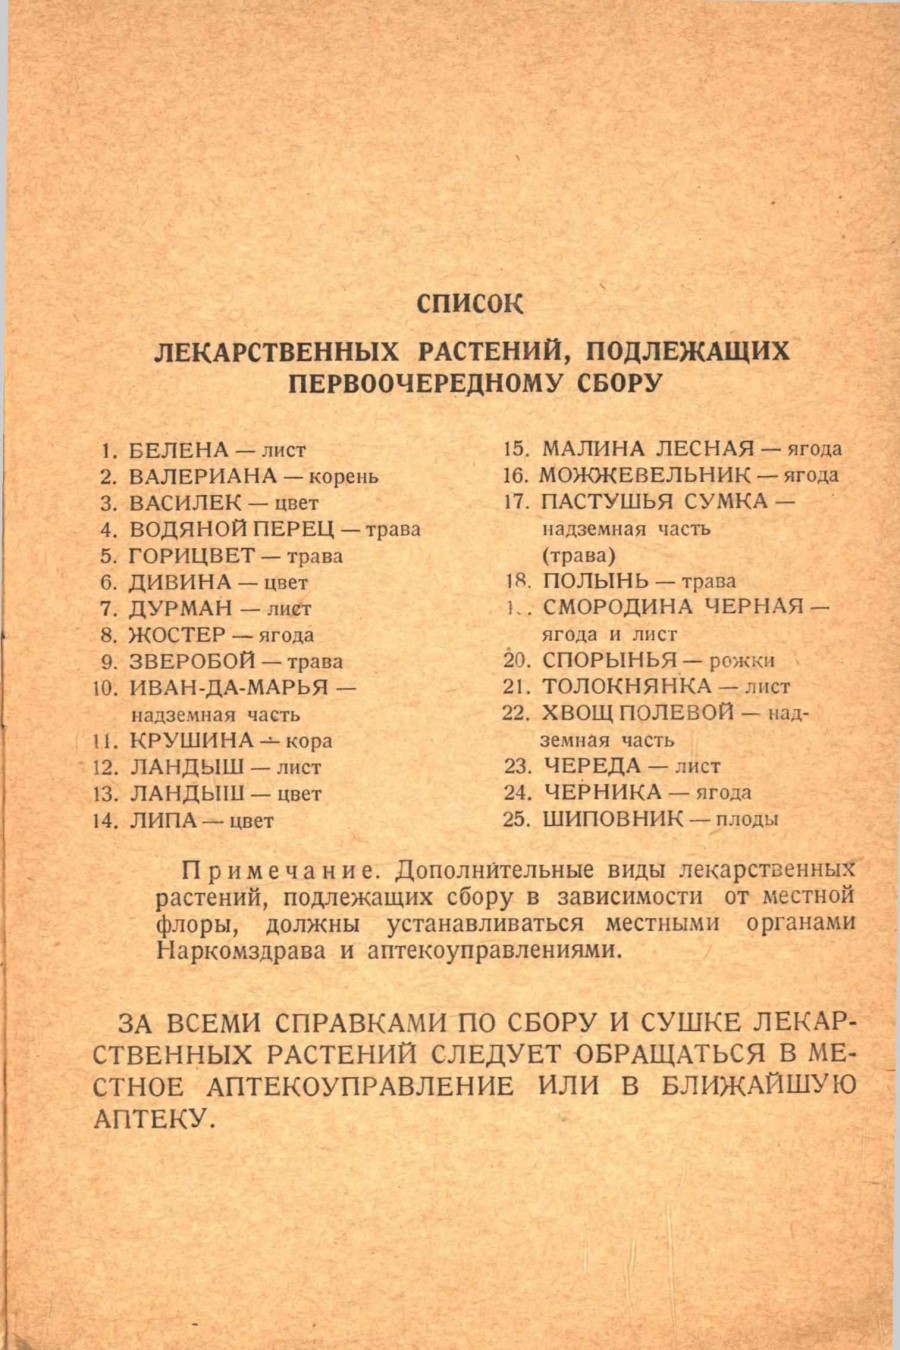 СПИСОК
ЛЕКАРСТВЕННЫХ РАСТЕНИЙ, ПОДЛЕЖАЩИХ
ПЕРВООЧЕРЕДНОМУ СБОРУ
1. БЕЛЕНА — лист
2. ВАЛЕРИАНА — корень
3. ВАСИЛЕК — цвет
4. ВОДЯНОЙ ПЕРЕЦ — трава
5. ГОРИЦВЕТ — трава
6. ДИВИНА — цвет
7. ДУРМАН — лист
8. ЖОСТЕР — ягода
9. ЗВЕРОБОЙ — трава
10. ИВАН-ДА-МАРЬЯ —
надземная часть
11. КРУШИНА — кора
12. ЛАНДЫШ — лист
13. ЛАНДЫШ — цвет
14. ЛИПА — цвет
15. МАЛИНА ЛЕСНАЯ — ягода
16. МОЖЖЕВЕЛЬНИК — ягода
17. ПАСТУШЬЯ СУМКА —
надземная часть
(трава)
18. ПОЛЫНЬ — трава
СМОРОДИНА ЧЕРНАЯ —
ягода и лист
20. СПОРЫНЬЯ — рожки
21. ТОЛОКНЯНКА — лист
22. ХВОЩ ПОЛЕВОЙ — над-
земная часть
23. ЧЕРЕДА — лист
24. ЧЕРНИКА — ягода
25. ШИПОВНИК — плоды
Примечание. Дополнительные виды лекарственных
растений, подлежащих сбору в зависимости от местной
флоры, должны устанавливаться местными органами
Наркомздрава и аптекоуправлениями.
ЗА ВСЕМИ СПРАВКАМИ ПО СБОРУ И СУШКЕ ЛЕКАР-
СТВЕННЫХ РАСТЕНИЙ СЛЕДУЕТ ОБРАЩАТЬСЯ В МЕ-
СТНОЕ АПТЕКОУПРАВЛЕНИЕ ИЛИ В БЛИЖАЙШУЮ
АПТЕКУ.